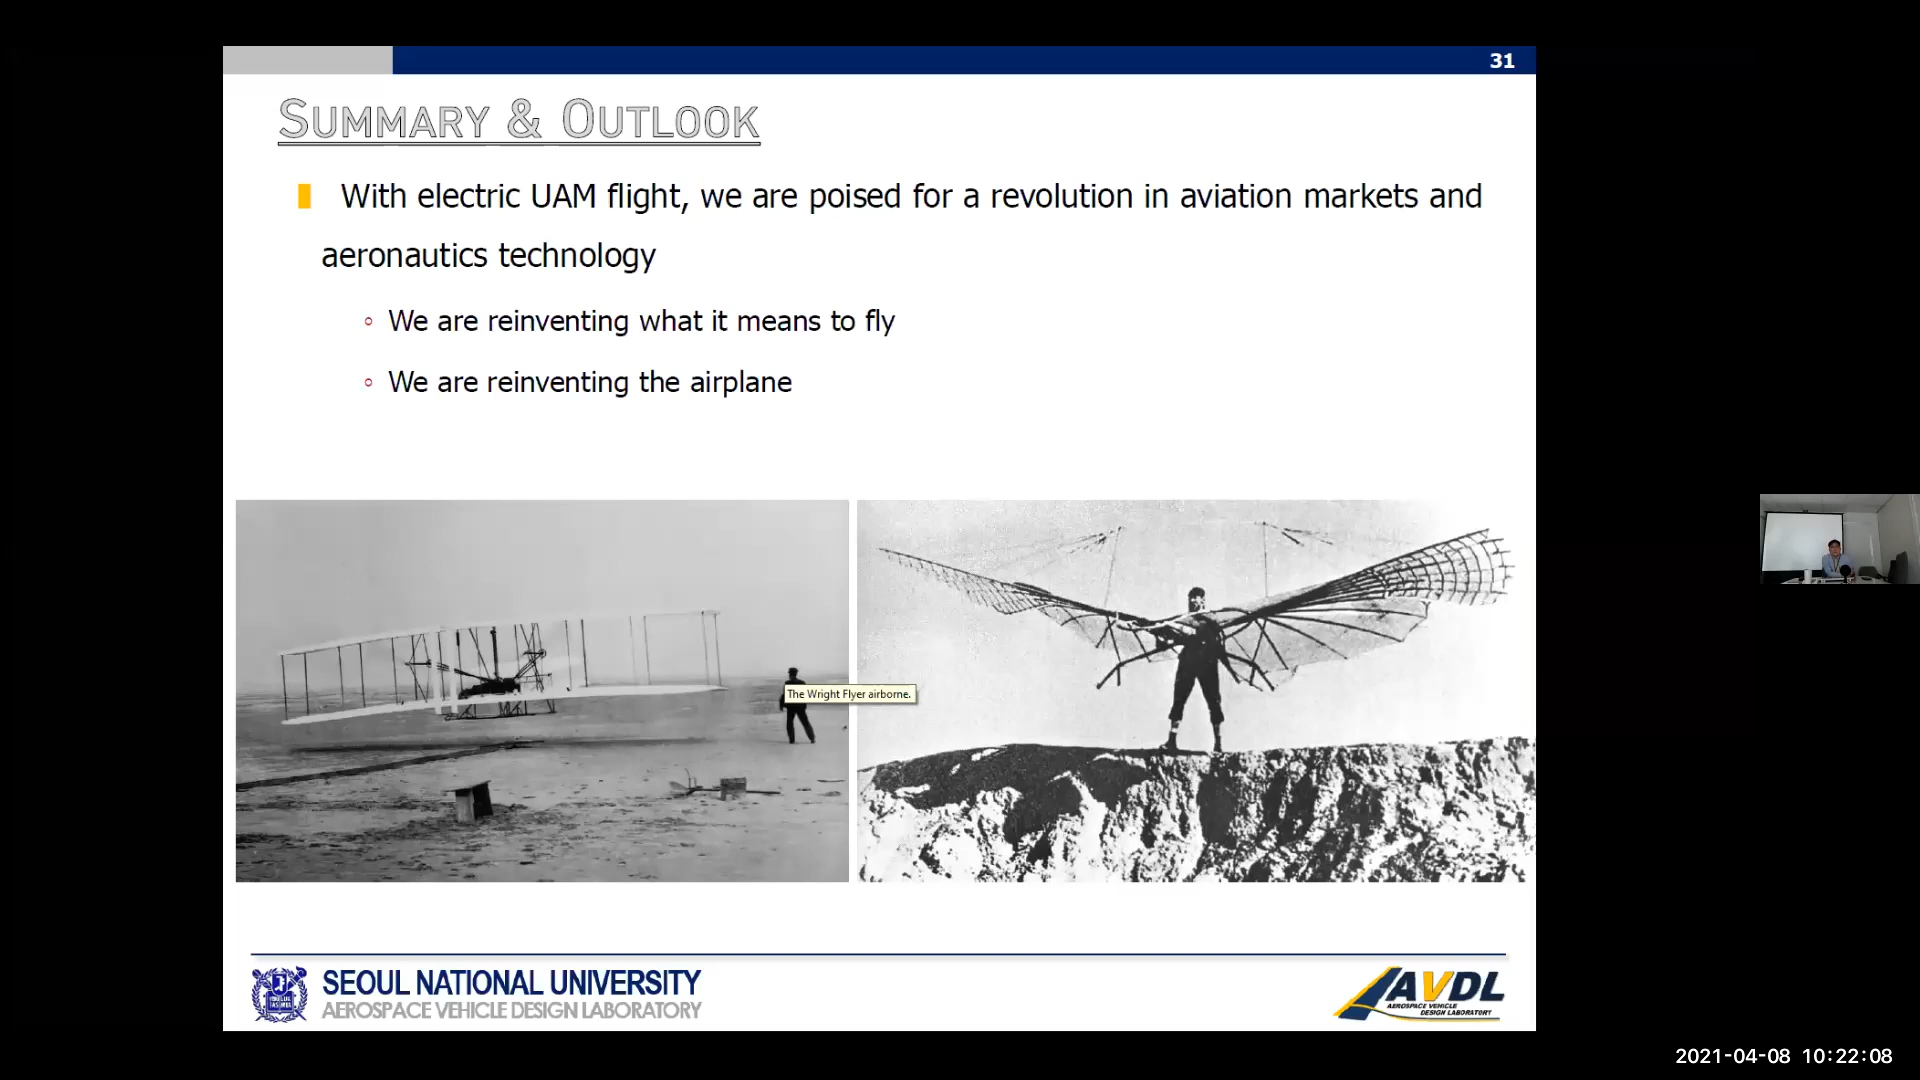 31
SUMMARY & OUTLOOK
With electric UAM flight, we are poised for a revolution in aviation markets and
aeronautics technology
We are reinventing what it means to fly
We are reinventing the airplane
The Wright Flyer airborne.
SEOUL NATIONAL UNIVERSITY
AEROSPACE VEHICLE DESIGN LABORATORY
AVDL
AEROSPACE VEHICLE
DESIGN LABORATORY
2021-04-08 10:22:08